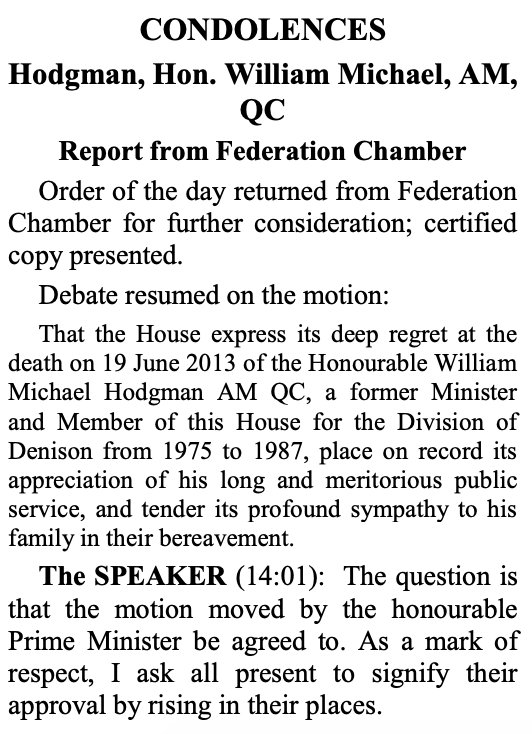 CONDOLENCES
Hodgman, Hon. William Michael, AM,
QC
Report from Federation Chamber
Order of the day returned from Federation
Chamber for further consideration; certified
copy presented.
Debate resumed on the motion:
That the House express its deep regret at the
death on 19 June 2013 of the Honourable William
Michael Hodgman AM QC, a former Minister
and Member of this House for the Division of
Denison from 1975 to 1987, place on record its
appreciation of his long and meritorious public
service, and tender its profound sympathy to his
family in their bereavement.
The SPEAKER (14:01): The question is
that the motion moved by the honourable
Prime Minister be agreed to. As a mark of
respect, I ask all present to signify their
approval by rising in their places.